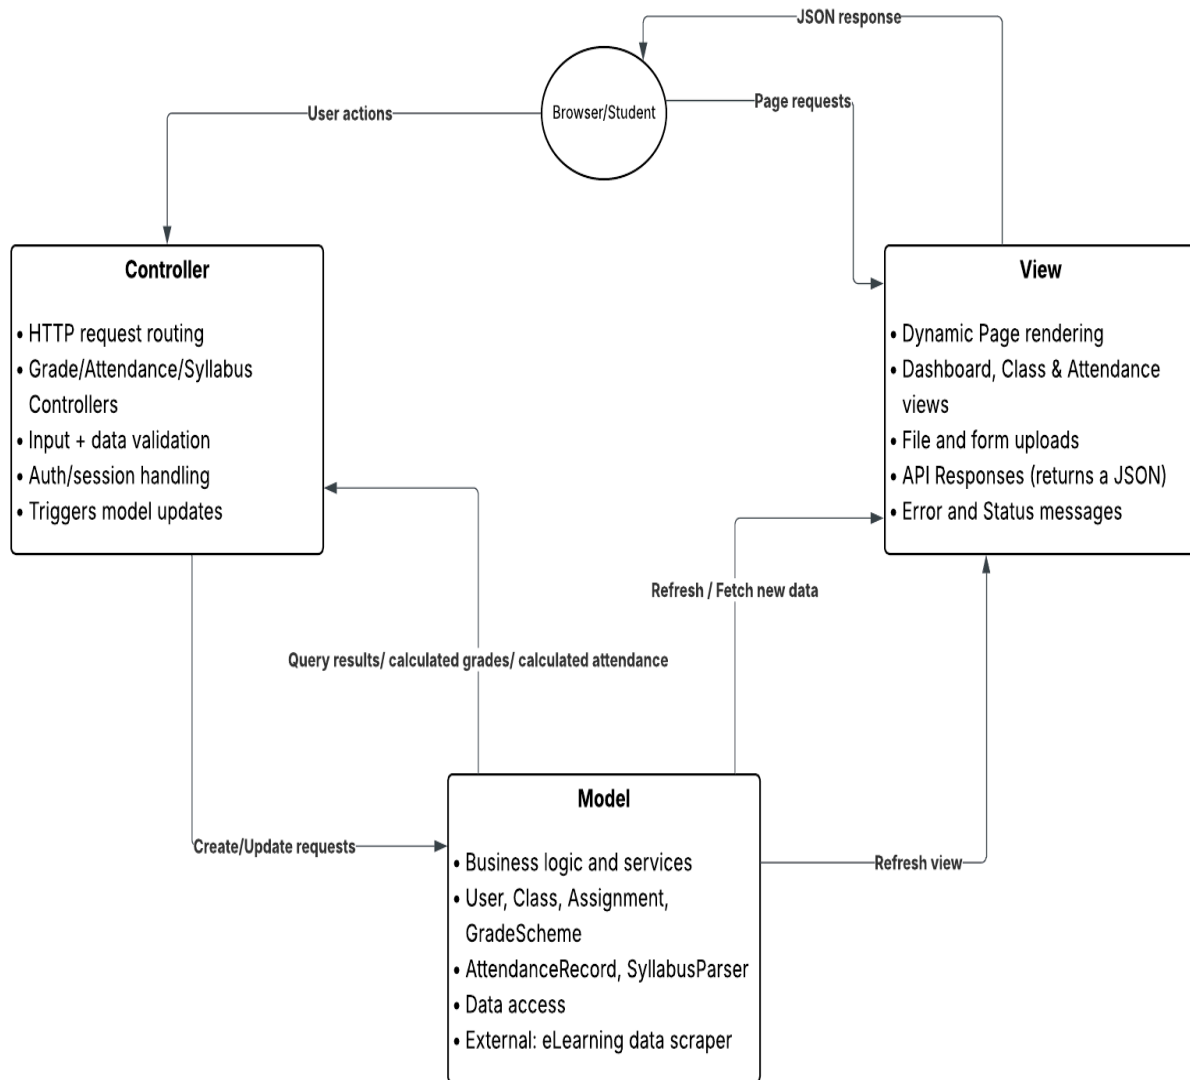 JSON response
Browser/Student
Page requests
User actions
Controller
• HTTP request routing
• Grade/Attendance/Syllabus
Controllers
• Input + data validation
• Auth/session handling
• Triggers model updates
View
• Dynamic Page rendering
• Dashboard, Class & Attendance
views
• File and form uploads
• API Responses (returns a JSON)
• Error and Status messages
Refresh / Fetch new data
Query results/ calculated grades/ calculated attendance
Create/Update requests
Refresh view
Model
• Business logic and services
• User, Class, Assignment,
GradeScheme
• AttendanceRecord, SyllabusParser
• Data access
• External: eLearning data scraper